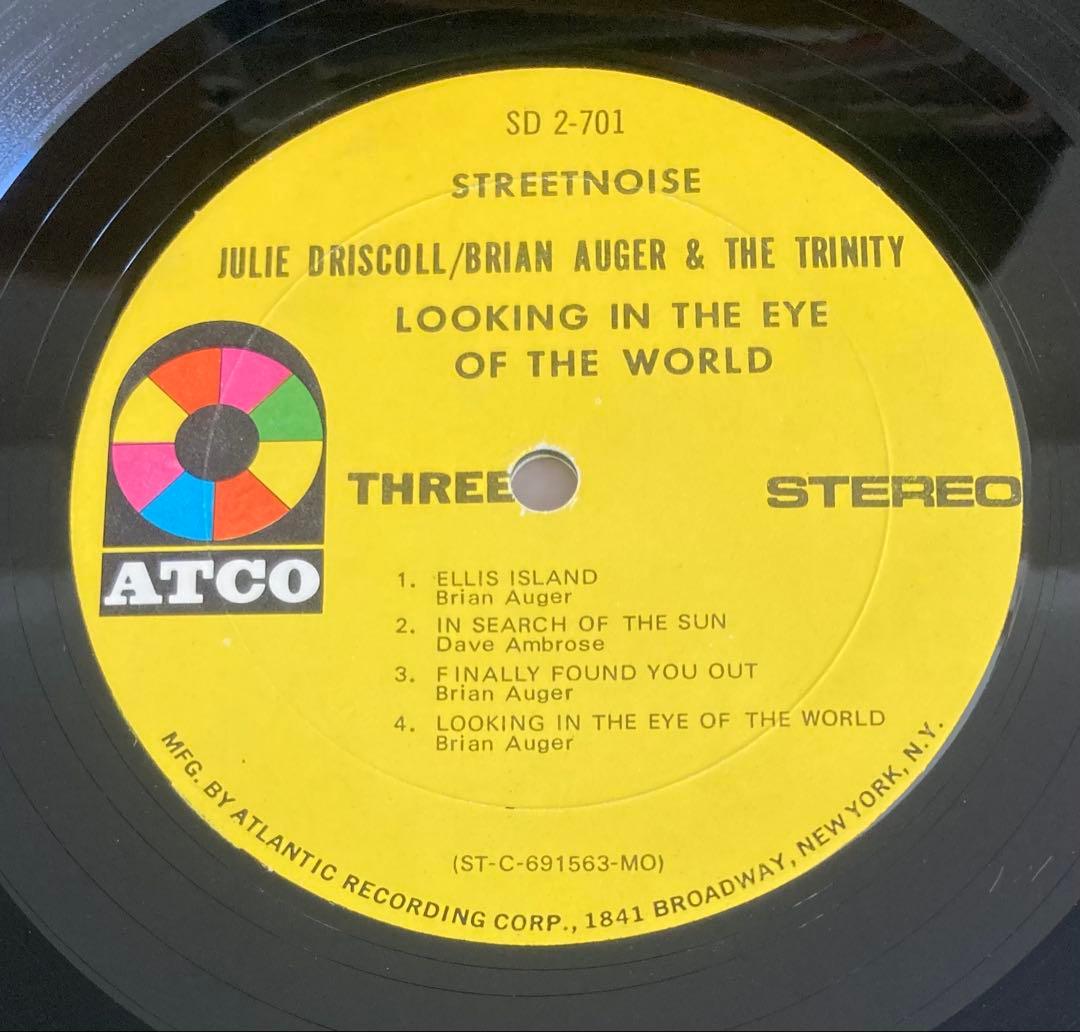 SD 2-701
STREETNOISE
JULIE DRISCOLL/BRIAN AUGER & THE TRINITY
LOOKING IN THE EYE
OF THE WORLD
THREE
STEREO
ATCO
1. ELLIS ISLAND
Brian Auger
2. IN SEARCH OF THE SUN
Dave Ambrose
3. FINALLY FOUND YOU OUT
Brian Auger
4. LOOKING IN THE EYE OF THE WORLD
Brian Auger
(ST-C-691563-MO)
MFG. BY ATLANTIC RECORDING CORP., 1841 BROADWAY, NEW YORK, N.Y.